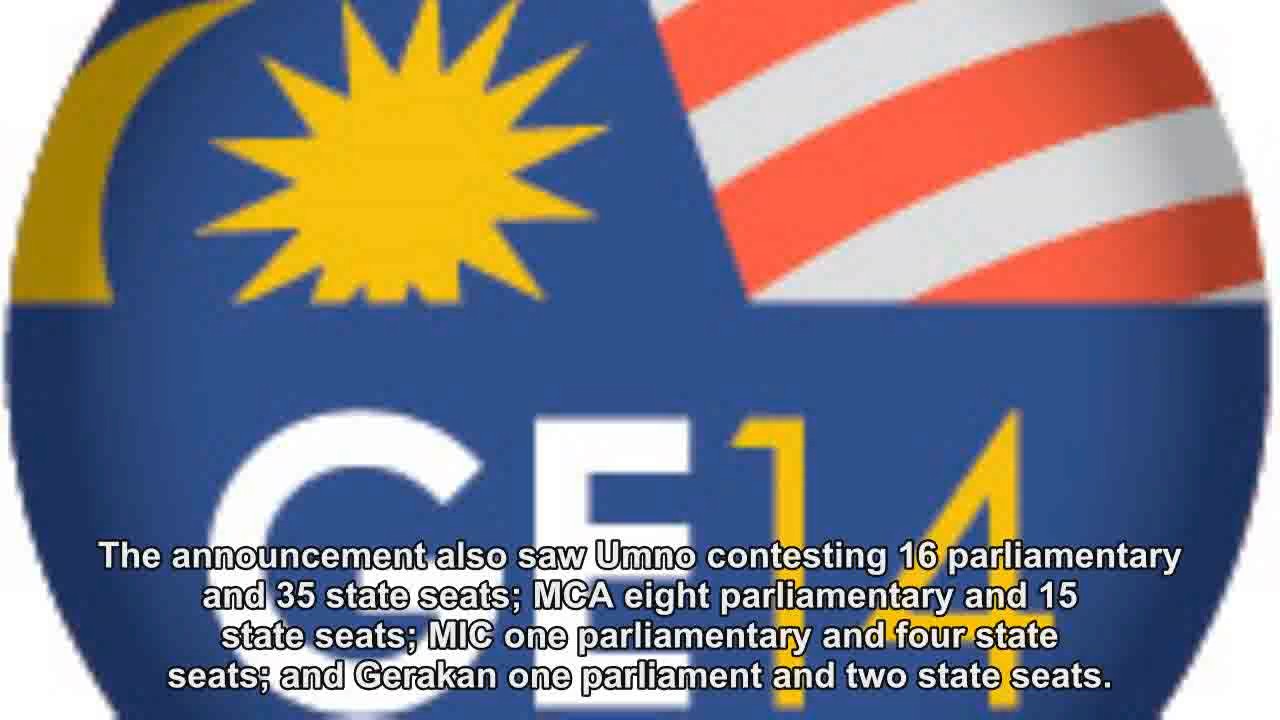 GE14
The announcement also saw Umno contesting 16 parliamentary
and 35 state seats; MCA eight parliamentary and 15
state seats; MIC one parliamentary and four state
seats; and Gerakan one parliament and two state seats.